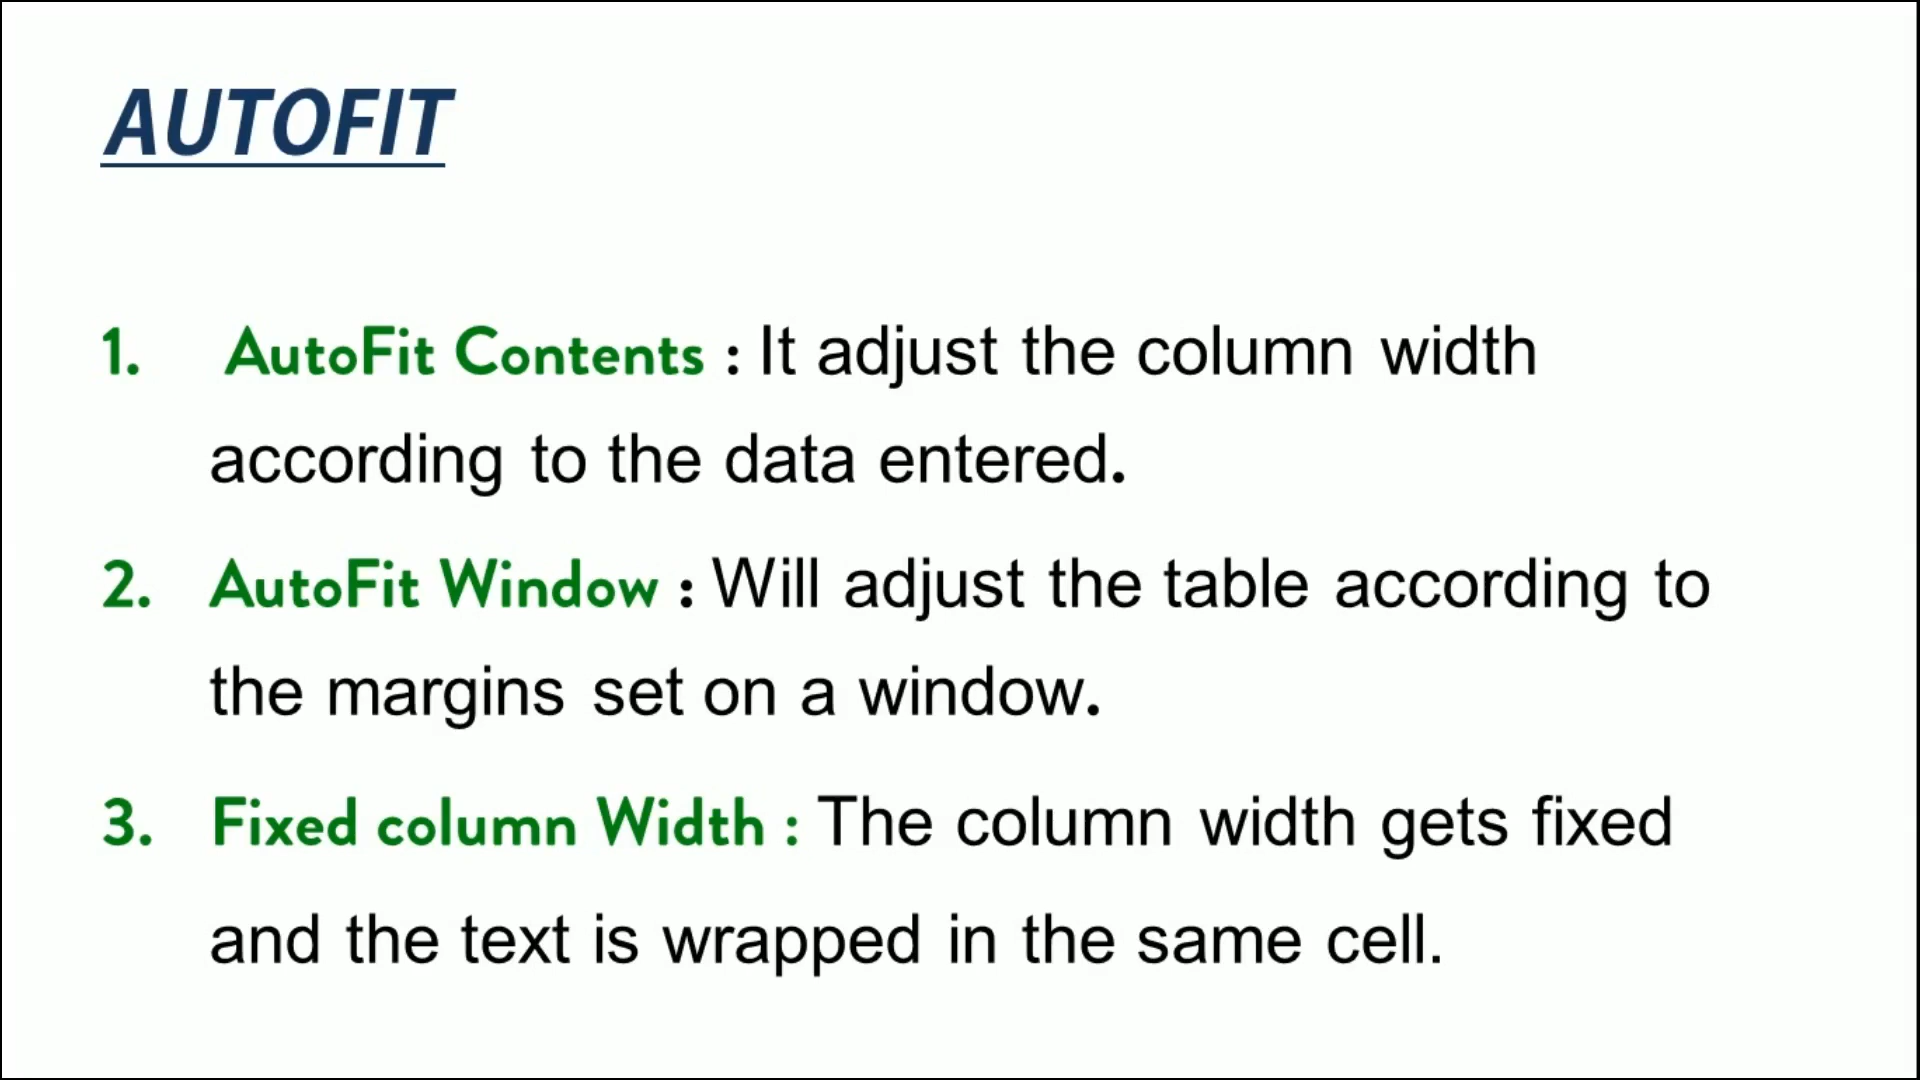 AUTOFIT
1. AutoFit Contents : It adjust the column width
according to the data entered.
2. AutoFit Window : Will adjust the table according to
the margins set on a window.
3. Fixed column Width : The column width gets fixed
and the text is wrapped in the same cell.